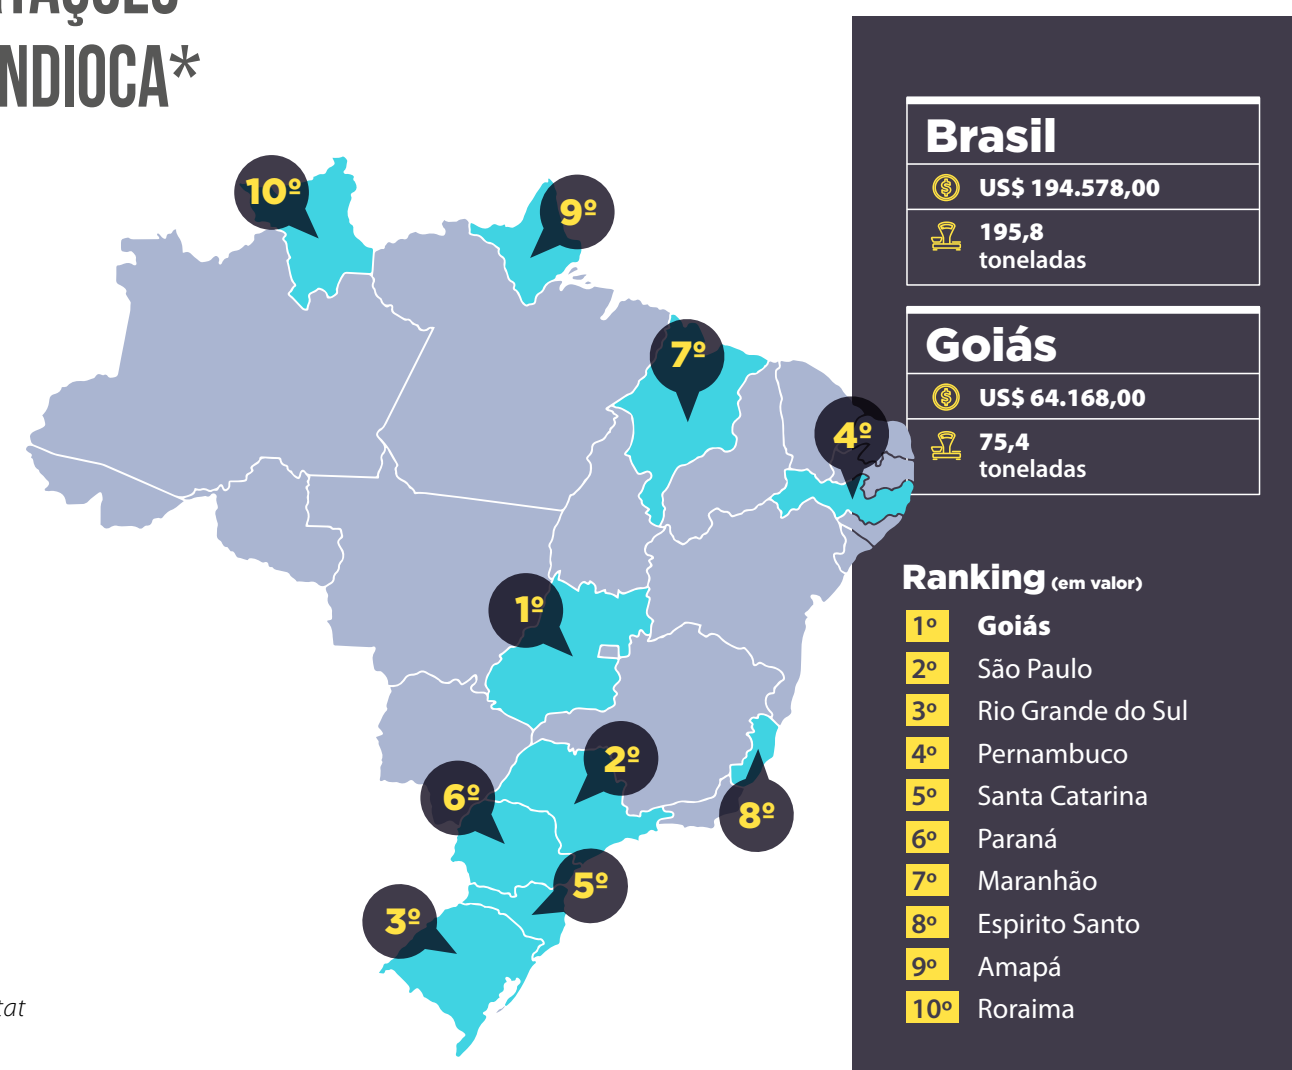 NDIOCA*
10º
9º
7º
4º
1º
2º
6º
8º
5º
3º
Brasil
US$ 194.578,00
195,8
toneladas
Goiás
US$ 64.168,00
75,4
toneladas
Ranking (em valor)
1º Goiás
2º São Paulo
3º Rio Grande do Sul
4º Pernambuco
5º Santa Catarina
6º Paraná
7º Maranhão
8º Espirito Santo
9º Amapá
10º Roraima
tat